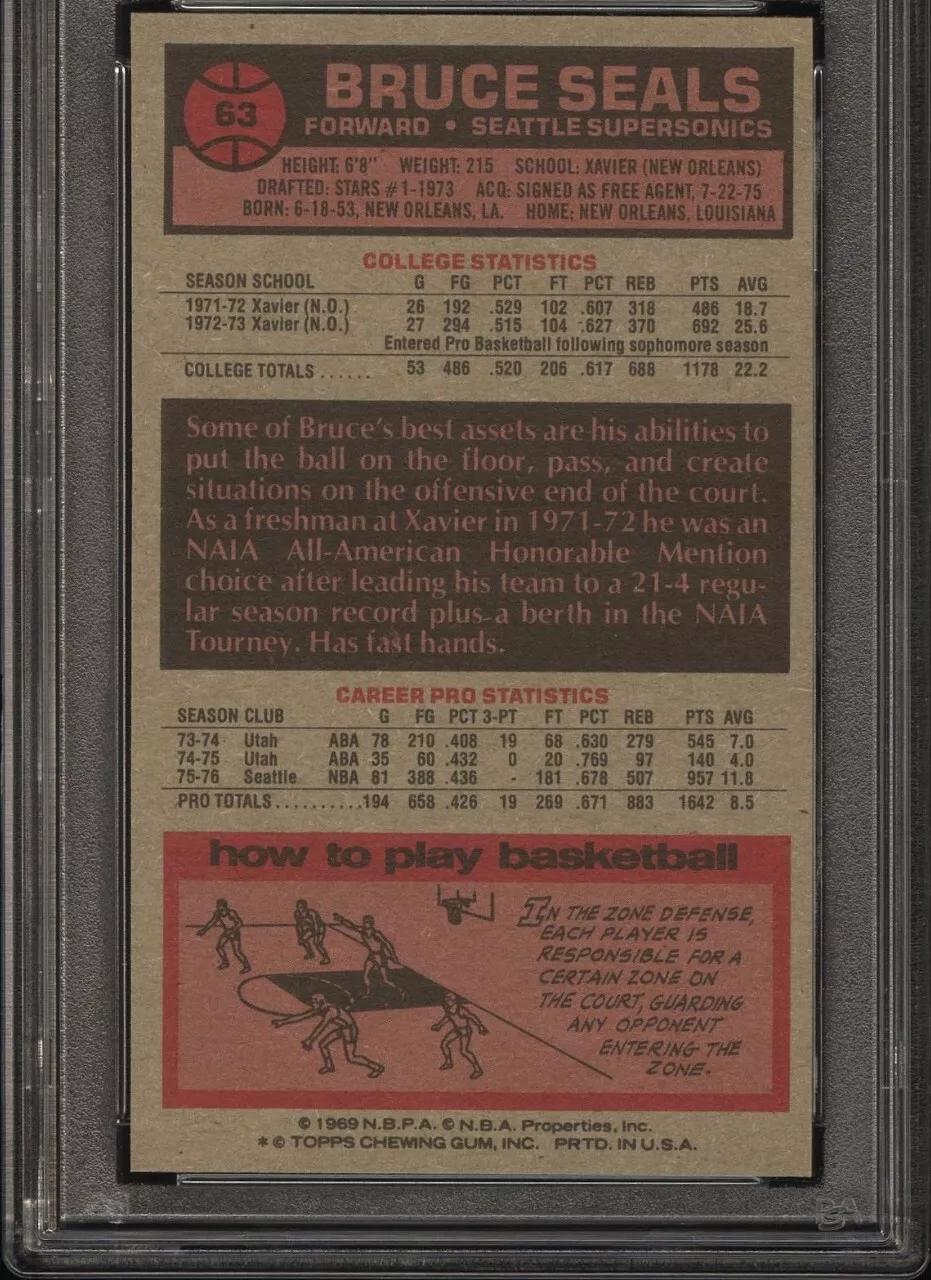 63
BRUCE SEALS
FORWARD • SEATTLE SUPERSONICS
HEIGHT: 6'8" WEIGHT: 215 SCHOOL: XAVIER (NEW ORLEANS)
DRAFTED: STARS #1-1973 ACQ: SIGNED AS FREE AGENT, 7-22-75
BORN: 6-18-53, NEW ORLEANS, LA. HOME: NEW ORLEANS, LOUISIANA
COLLEGE STATISTICS
SEASON SCHOOL G FG PCT FT PCT REB PTS AVG
1971-72 Xavier (N.O.) 26 192 .529 102 .607 318 486 18.7
1972-73 Xavier (N.O.) 27 294 .515 104 .627 370 692 25.6
Entered Pro Basketball following sophomore season
COLLEGE TOTALS ...... 53 486 .520 206 .617 688 1178 22.2
Some of Bruce's best assets are his abilities to
put the ball on the floor, pass, and create
situations on the offensive end of the court.
As a freshman at Xavier in 1971-72 he was an
NAIA All-American Honorable Mention
choice after leading his team to a 21-4 regu-
lar season record plus a berth in the NAIA
Tourney. Has fast hands.
CAREER PRO STATISTICS
SEASON CLUB G FG PCT 3-PT FT PCT REB PTS AVG
73-74 Utah ABA 78 210 .408 19 68 .630 279 545 7.0
74-75 Utah ABA 35 60 .432 0 20 .769 97 140 4.0
75-76 Seattle NBA 81 388 .436 - 181 .678 507 957 11.8
PRO TOTALS..........194 658 .426 19 269 .671 883 1642 8.5
how to play basketball
IN THE ZONE DEFENSE,
EACH PLAYER IS
RESPONSIBLE FOR A
CERTAIN ZONE ON
THE COURT, GUARDING
ANY OPPONENT
ENTERING THE
ZONE.
© 1969 N.B.P.A. © N.B.A. Properties, Inc.
* © TOPPS CHEWING GUM, INC. PRTD. IN U.S.A.
PSA